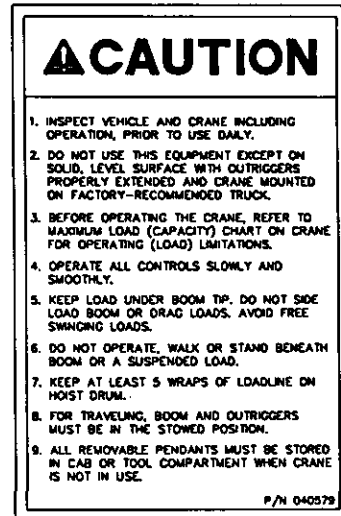 CAUTION
1. INSPECT VEHICLE AND CRANE INCLUDING
OPERATION, PRIOR TO USE DAILY.
2. DO NOT USE THIS EQUIPMENT EXCEPT ON
SOLID, LEVEL SURFACE WITH OUTRIGGERS
PROPERLY EXTENDED AND CRANE MOUNTED
ON FACTORY-RECOMMENDED TRUCK.
3. BEFORE OPERATING THE CRANE, REFER TO
MAXIMUM LOAD (CAPACITY) CHART ON CRANE
FOR OPERATING (LOAD) LIMITATIONS.
4. OPERATE ALL CONTROLS SLOWLY AND
SMOOTHLY.
5. KEEP LOAD UNDER BOOM TIP. DO NOT SIDE
LOAD BOOM OR DRAG LOADS. AVOID FREE
SWINGING LOADS.
6. DO NOT OPERATE, WALK OR STAND BENEATH
BOOM OR A SUSPENDED LOAD.
7. KEEP AT LEAST 5 WRAPS OF LOADLINE ON
HOIST DRUM.
8. FOR TRAVELING, BOOM AND OUTRIGGERS
MUST BE IN THE STOWED POSITION.
9. ALL REMOVABLE PENDANTS MUST BE STORED
IN CAB OR TOOL COMPARTMENT WHEN CRANE
IS NOT IN USE.
P/N 040579